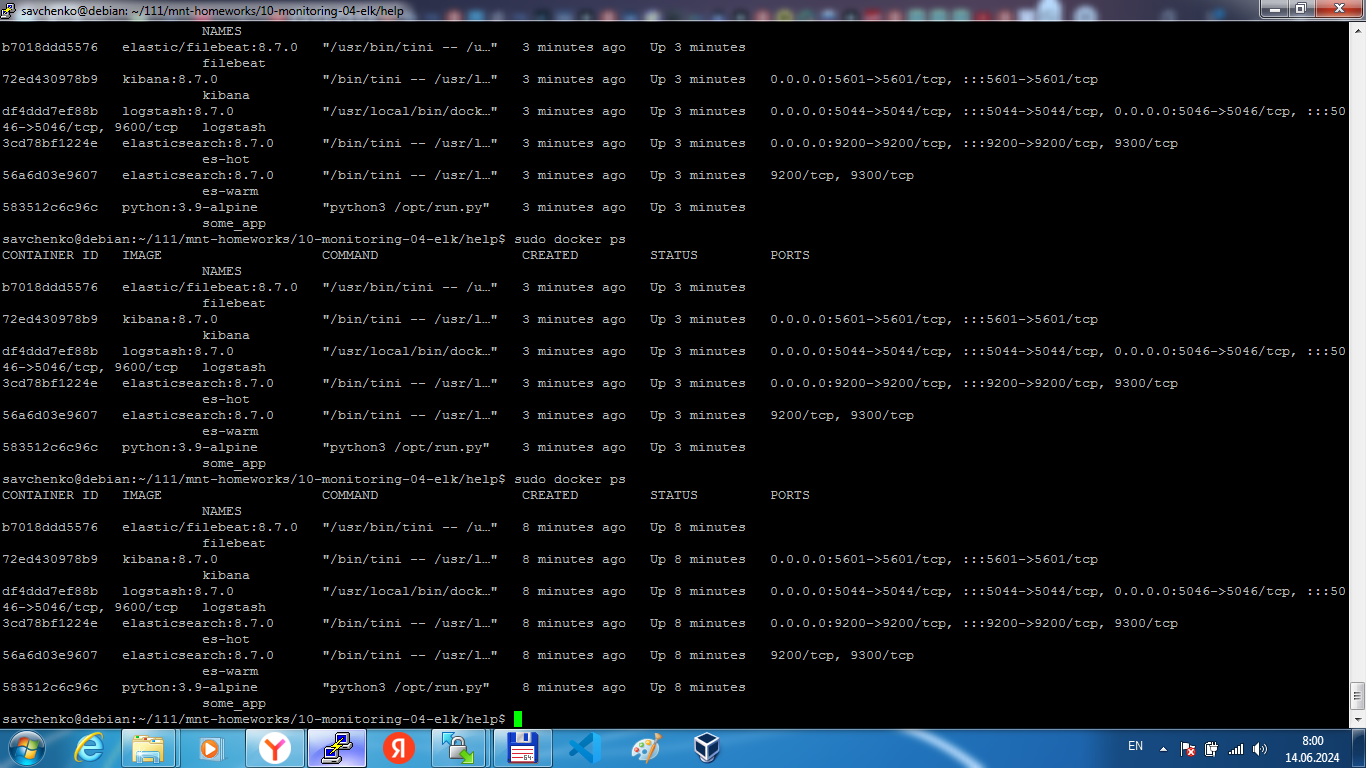 savchenko@debian: ~/111/mnt-homeworks/10-monitoring-04-elk/help
NAMES
b7018ddd5576   elastic/filebeat:8.7.0   "/usr/bin/tini -- /u…"   3 minutes ago   Up 3 minutes
filebeat
72ed430978b9   kibana:8.7.0             "/bin/tini -- /usr/l…"   3 minutes ago   Up 3 minutes   0.0.0.0:5601->5601/tcp, :::5601->5601/tcp
kibana
df4ddd7ef88b   logstash:8.7.0           "/usr/local/bin/dock…"   3 minutes ago   Up 3 minutes   0.0.0.0:5044->5044/tcp, :::5044->5044/tcp, 0.0.0.0:5046->5046/tcp, :::50
46->5046/tcp, 9600/tcp   logstash
3cd78bf1224e   elasticsearch:8.7.0      "/bin/tini -- /usr/l…"   3 minutes ago   Up 3 minutes   0.0.0.0:9200->9200/tcp, :::9200->9200/tcp, 9300/tcp
es-hot
56a6d03e9607   elasticsearch:8.7.0      "/bin/tini -- /usr/l…"   3 minutes ago   Up 3 minutes   9200/tcp, 9300/tcp
es-warm
583512c6c96c   python:3.9-alpine        "python3 /opt/run.py"    3 minutes ago   Up 3 minutes
some_app
savchenko@debian:~/111/mnt-homeworks/10-monitoring-04-elk/help$ sudo docker ps
CONTAINER ID   IMAGE                    COMMAND                  CREATED         STATUS         PORTS
NAMES
b7018ddd5576   elastic/filebeat:8.7.0   "/usr/bin/tini -- /u…"   3 minutes ago   Up 3 minutes
filebeat
72ed430978b9   kibana:8.7.0             "/bin/tini -- /usr/l…"   3 minutes ago   Up 3 minutes   0.0.0.0:5601->5601/tcp, :::5601->5601/tcp
kibana
df4ddd7ef88b   logstash:8.7.0           "/usr/local/bin/dock…"   3 minutes ago   Up 3 minutes   0.0.0.0:5044->5044/tcp, :::5044->5044/tcp, 0.0.0.0:5046->5046/tcp, :::50
46->5046/tcp, 9600/tcp   logstash
3cd78bf1224e   elasticsearch:8.7.0      "/bin/tini -- /usr/l…"   3 minutes ago   Up 3 minutes   0.0.0.0:9200->9200/tcp, :::9200->9200/tcp, 9300/tcp
es-hot
56a6d03e9607   elasticsearch:8.7.0      "/bin/tini -- /usr/l…"   3 minutes ago   Up 3 minutes   9200/tcp, 9300/tcp
es-warm
583512c6c96c   python:3.9-alpine        "python3 /opt/run.py"    3 minutes ago   Up 3 minutes
some_app
savchenko@debian:~/111/mnt-homeworks/10-monitoring-04-elk/help$ sudo docker ps
CONTAINER ID   IMAGE                    COMMAND                  CREATED         STATUS         PORTS
NAMES
b7018ddd5576   elastic/filebeat:8.7.0   "/usr/bin/tini -- /u…"   8 minutes ago   Up 8 minutes
filebeat
72ed430978b9   kibana:8.7.0             "/bin/tini -- /usr/l…"   8 minutes ago   Up 8 minutes   0.0.0.0:5601->5601/tcp, :::5601->5601/tcp
kibana
df4ddd7ef88b   logstash:8.7.0           "/usr/local/bin/dock…"   8 minutes ago   Up 8 minutes   0.0.0.0:5044->5044/tcp, :::5044->5044/tcp, 0.0.0.0:5046->5046/tcp, :::50
46->5046/tcp, 9600/tcp   logstash
3cd78bf1224e   elasticsearch:8.7.0      "/bin/tini -- /usr/l…"   8 minutes ago   Up 8 minutes   0.0.0.0:9200->9200/tcp, :::9200->9200/tcp, 9300/tcp
es-hot
56a6d03e9607   elasticsearch:8.7.0      "/bin/tini -- /usr/l…"   8 minutes ago   Up 8 minutes   9200/tcp, 9300/tcp
es-warm
583512c6c96c   python:3.9-alpine        "python3 /opt/run.py"    8 minutes ago   Up 8 minutes
some_app
savchenko@debian:~/111/mnt-homeworks/10-monitoring-04-elk/help$
EN
8:00
14.06.2024